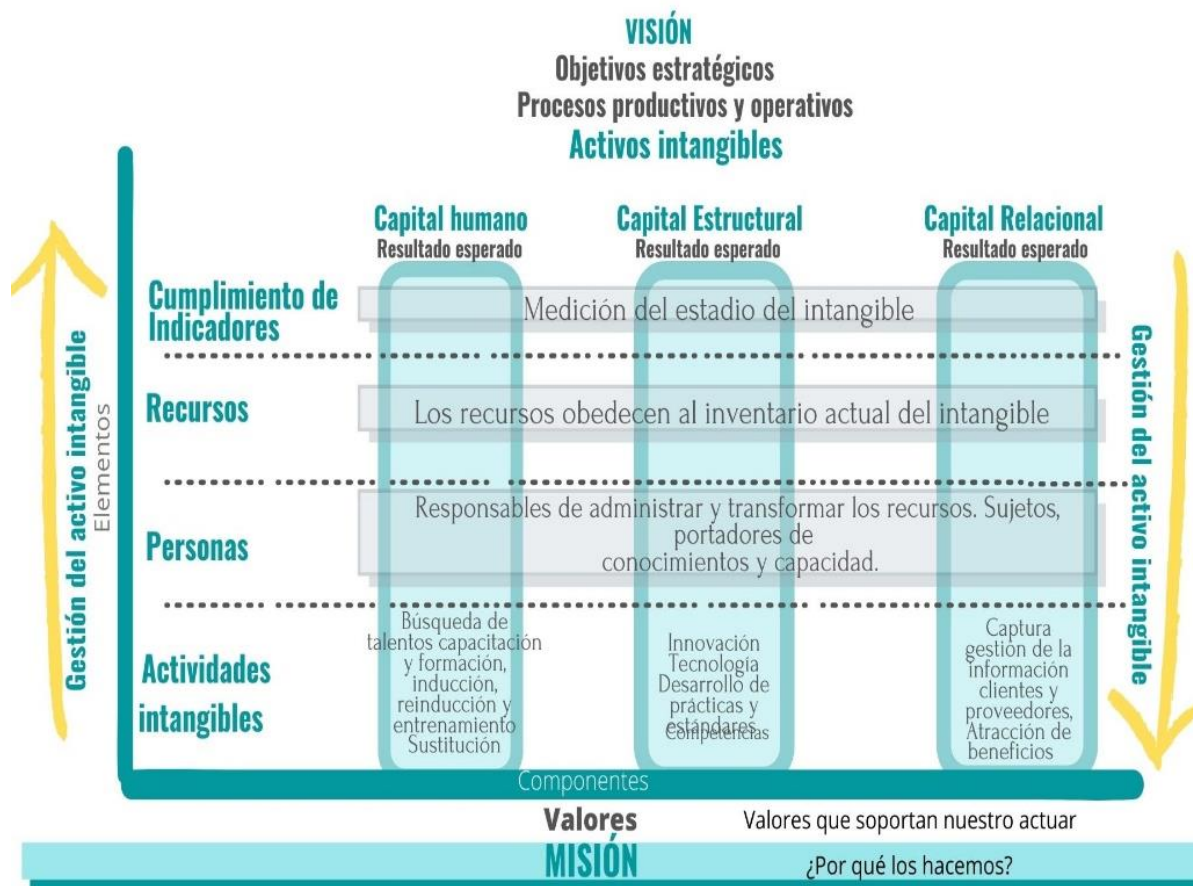 VISIÓN
Objetivos estratégicos
Procesos productivos y operativos
Activos intangibles
Capital humano
Resultado esperado
Capital Estructural
Resultado esperado
Capital Relacional
Resultado esperado
Gestión del activo intangible
Elementos
Cumplimiento de
Indicadores
Medición del estadio del intangible
Recursos
Los recursos obedecen al inventario actual del intangible
Personas
Responsables de administrar y transformar los recursos. Sujetos,
portadores de
conocimientos y capacidad.
Actividades
intangibles
Búsqueda de
talentos capacitación
y formación,
inducción,
reinducción y
entrenamiento
Sustitución
Innovación
Tecnología
Desarrollo de
prácticas y
estándares
Competencias
Captura
gestión de la
información
clientes y
proveedores,
Atracción de
beneficios
Gestión del activo intangible
Componentes
Valores
Valores que soportan nuestro actuar
MISIÓN
¿Por qué los hacemos?